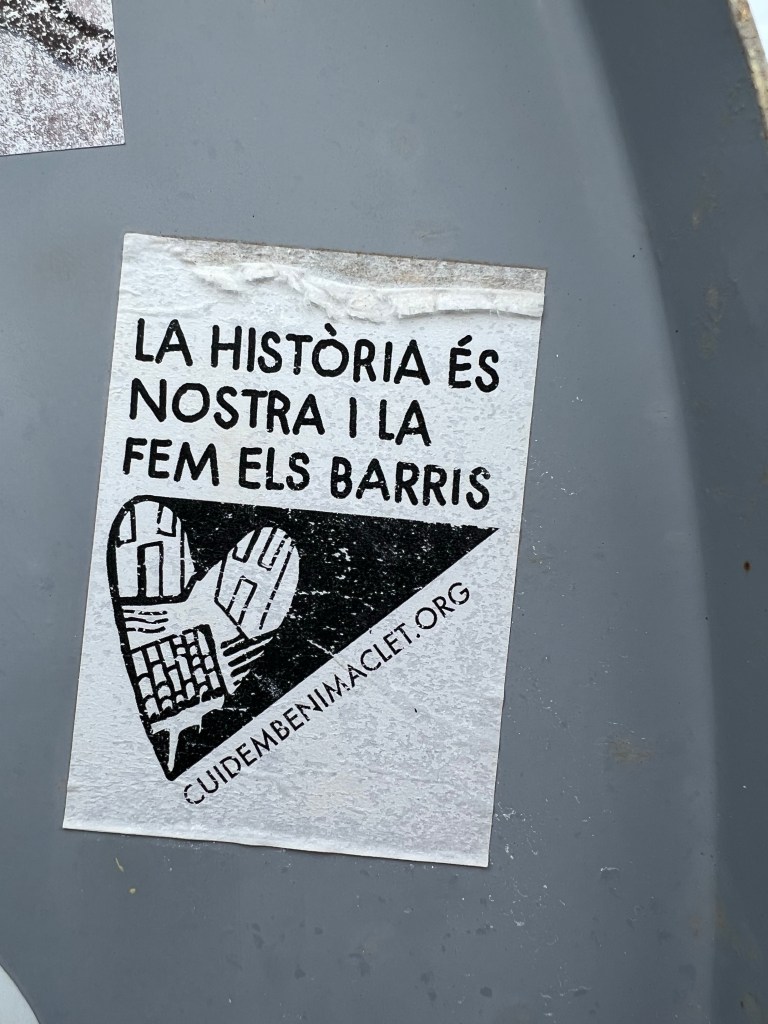 LA HISTÒRIA ÉS
NOSTRA I LA
FEM ELS BARRIS
CUIDEMBENIMACLET.ORG